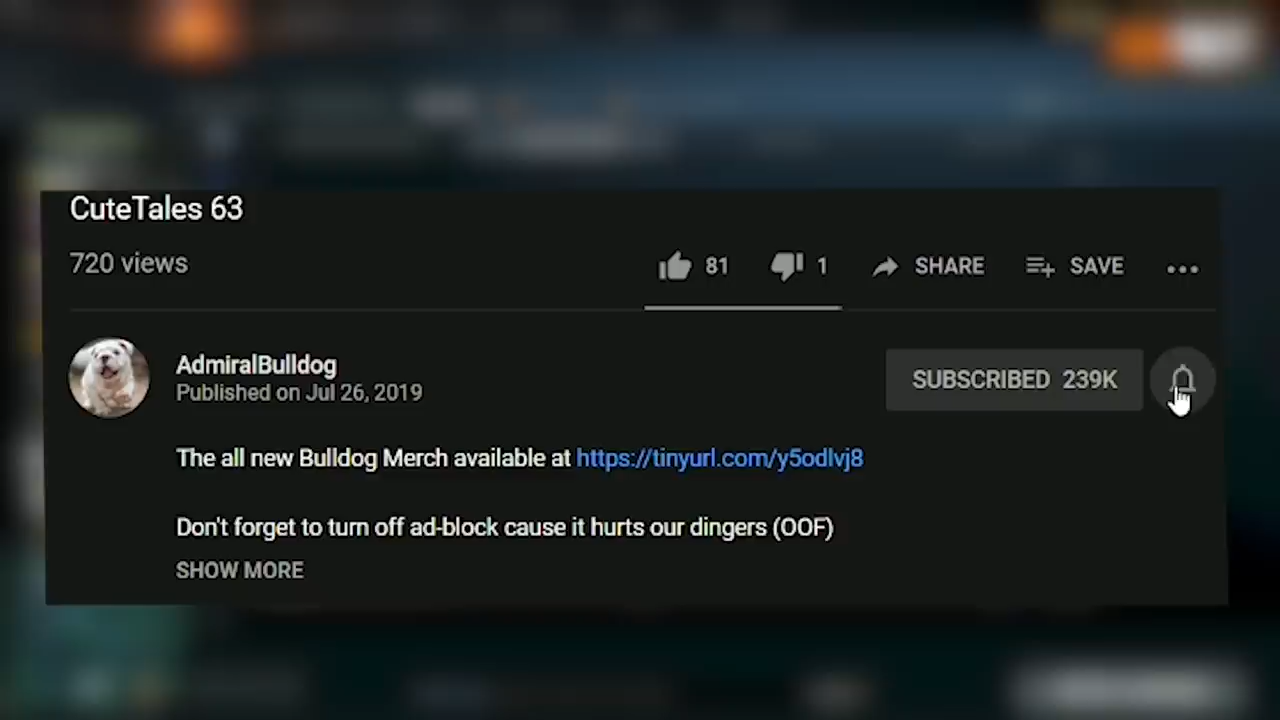 CuteTales 63
720 views
81
1
SHARE
SAVE
AdmiralBulldog
Published on Jul 26, 2019
SUBSCRIBED 239K
The all new Bulldog Merch available at https://tinyurl.com/y5odlvj8
Don't forget to turn off ad-block cause it hurts our dingers (OOF)
SHOW MORE